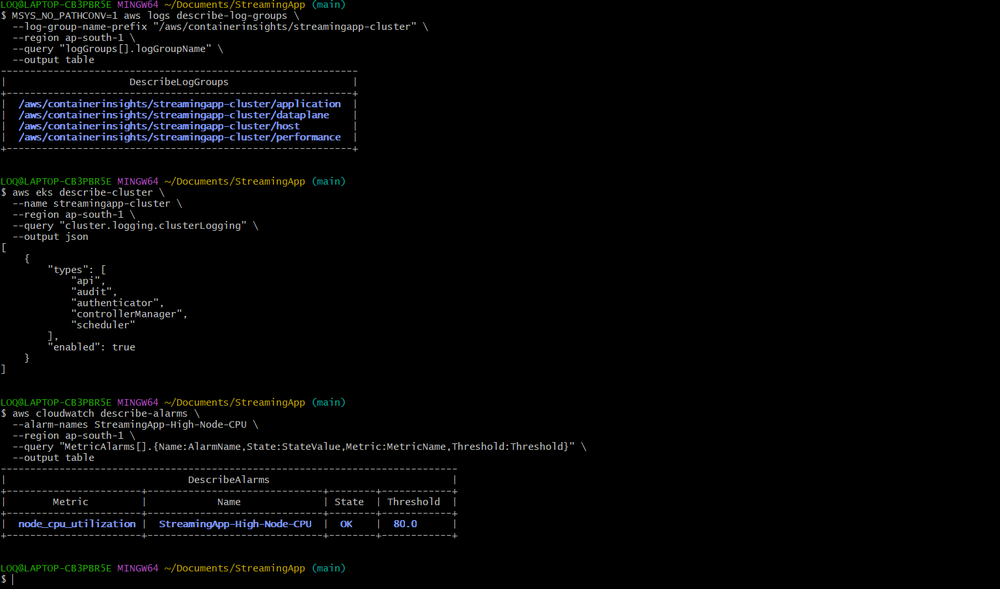 LOQ@LAPTOP-CB3PBR5E MINGW64 ~/Documents/StreamingApp (main)
$ MSYS_NO_PATHCONV=1 aws logs describe-log-groups \
  --log-group-name-prefix "/aws/containerinsights/streamingapp-cluster" \
  --region ap-south-1 \
  --query "logGroups[].logGroupName" \
  --output table
-------------------------------------------------------------
|                     DescribeLogGroups                     |
+-----------------------------------------------------------+
|  /aws/containerinsights/streamingapp-cluster/application  |
|  /aws/containerinsights/streamingapp-cluster/dataplane    |
|  /aws/containerinsights/streamingapp-cluster/host         |
|  /aws/containerinsights/streamingapp-cluster/performance  |
+-----------------------------------------------------------+
LOQ@LAPTOP-CB3PBR5E MINGW64 ~/Documents/StreamingApp (main)
$ aws eks describe-cluster \
  --name streamingapp-cluster \
  --region ap-south-1 \
  --query "cluster.logging.clusterLogging" \
  --output json
[
    {
        "types": [
            "api",
            "audit",
            "authenticator",
            "controllerManager",
            "scheduler"
        ],
        "enabled": true
    }
]
LOQ@LAPTOP-CB3PBR5E MINGW64 ~/Documents/StreamingApp (main)
$ aws cloudwatch describe-alarms \
  --alarm-names StreamingApp-High-Node-CPU \
  --region ap-south-1 \
  --query "MetricAlarms[].{Name:AlarmName,State:StateValue,Metric:MetricName,Threshold:Threshold}" \
  --output table
------------------------------------------------------------------------------
|                               DescribeAlarms                               |
+-----------------------+------------------------------+--------+------------+
|        Metric         |            Name              | State  | Threshold  |
+-----------------------+------------------------------+--------+------------+
|  node_cpu_utilization |  StreamingApp-High-Node-CPU  |  OK    |  80.0      |
+-----------------------+------------------------------+--------+------------+
LOQ@LAPTOP-CB3PBR5E MINGW64 ~/Documents/StreamingApp (main)
$